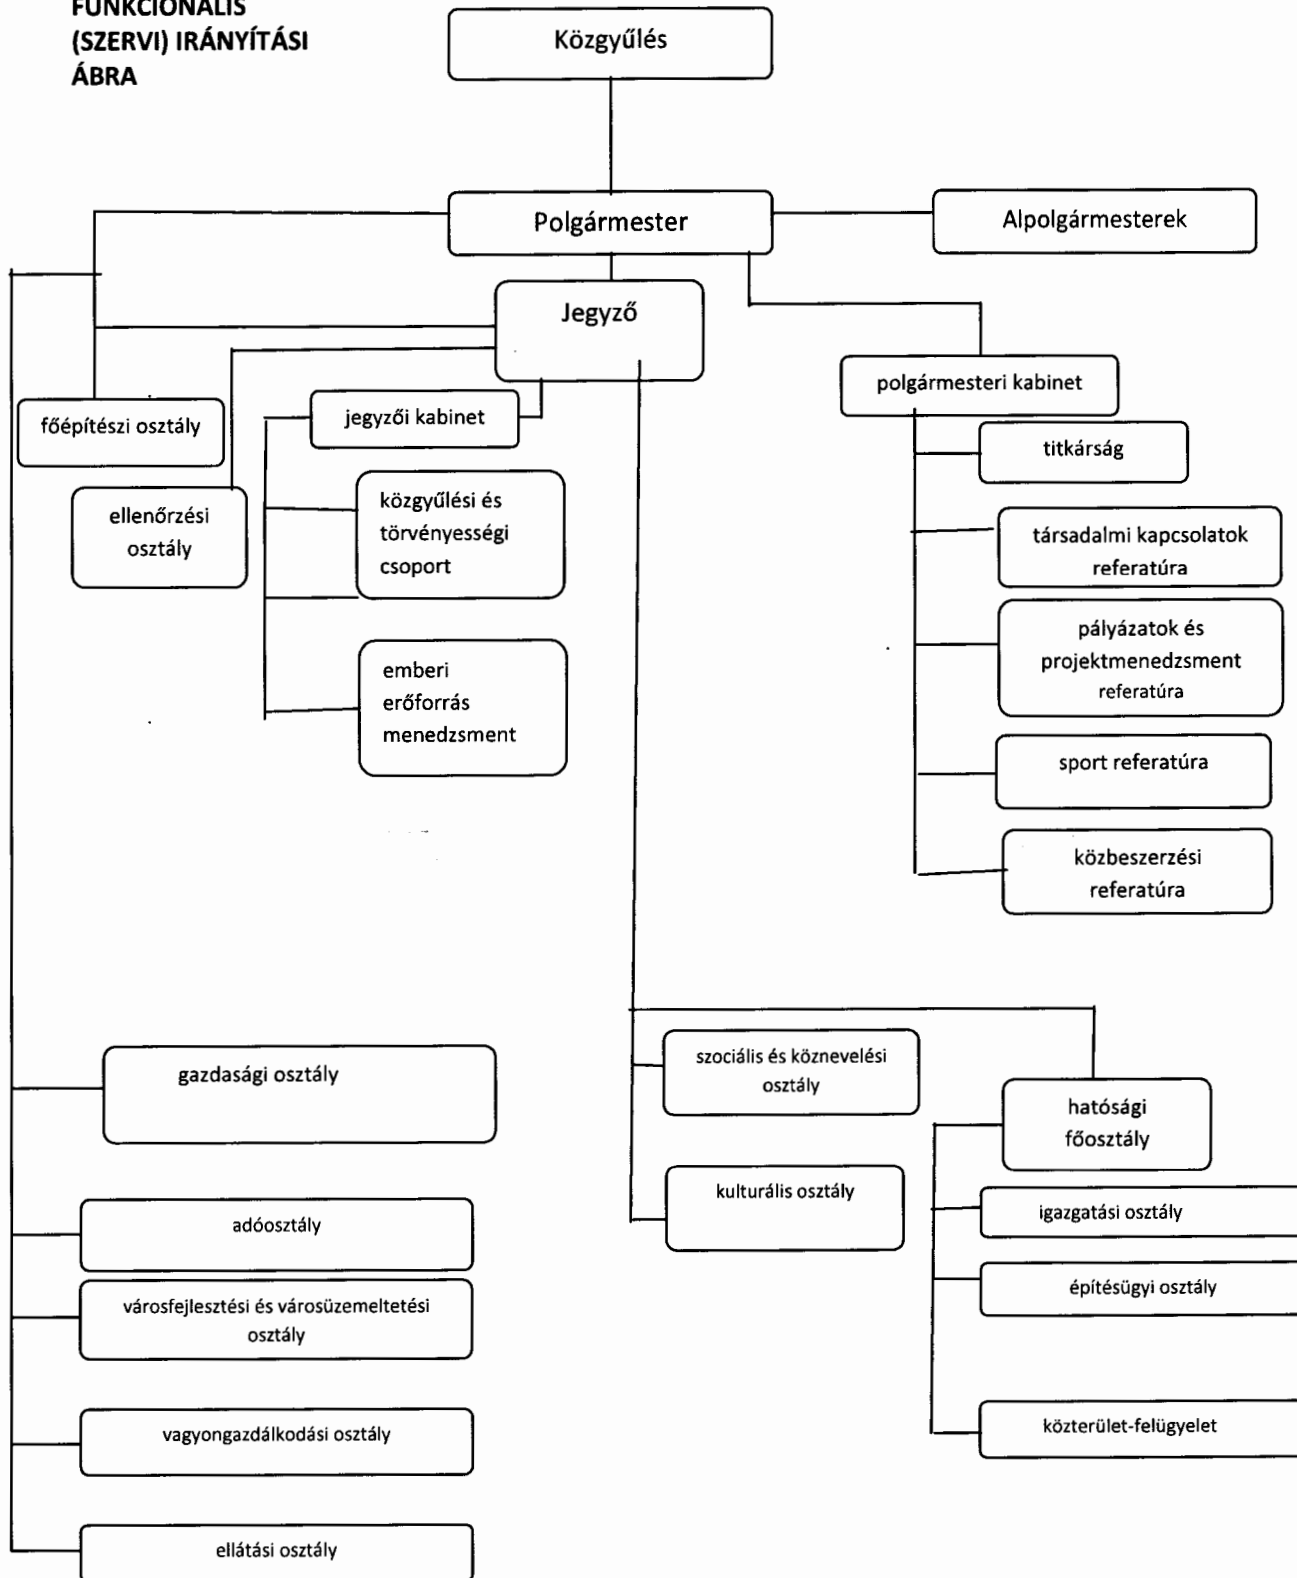 FUNKCIONÁLIS
(SZERVI) IRÁNYÍTÁSI
ÁBRA
Közgyűlés
Polgármester
Alpolgármesterek
Jegyző
polgármesteri kabinet
főépítészi osztály
jegyzői kabinet
titkárság
ellenőrzési
osztály
közgyűlési és
törvényességi
csoport
társadalmi kapcsolatok
referatúra
pályázatok és
projektmenedzsment
referatúra
emberi
erőforrás
menedzsment
sport referatúra
közbeszerzési
referatúra
gazdasági osztály
szociális és köznevelési
osztály
hatósági
főosztály
kulturális osztály
igazgatási osztály
adóosztály
építésügyi osztály
városfejlesztési és városüzemeltetési
osztály
vagyongazdálkodási osztály
közterület-felügyelet
ellátási osztály